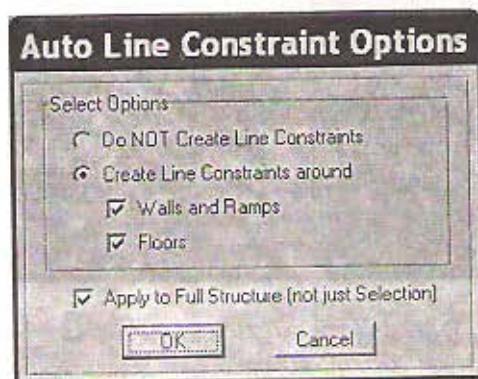 Auto Line Constraint Options
Select Options
Do NOT Create Line Constraints
Create Line Constraints around
Walls and Ramps
Floors
Apply to Full Structure (not just Selection)
OK Cancel